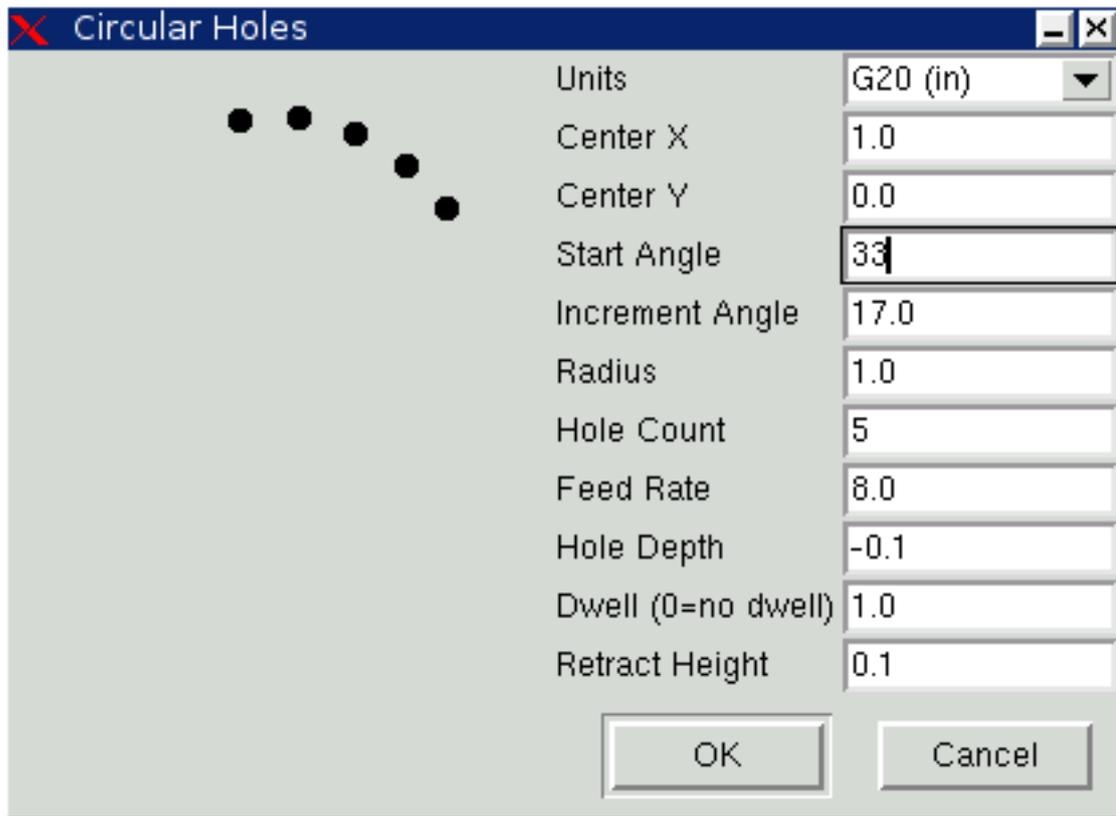 Circular Holes
Units G20 (in)
Center X 1.0
Center Y 0.0
Start Angle 33
Increment Angle 17.0
Radius 1.0
Hole Count 5
Feed Rate 8.0
Hole Depth -0.1
Dwell (0=no dwell) 1.0
Retract Height 0.1
OK Cancel